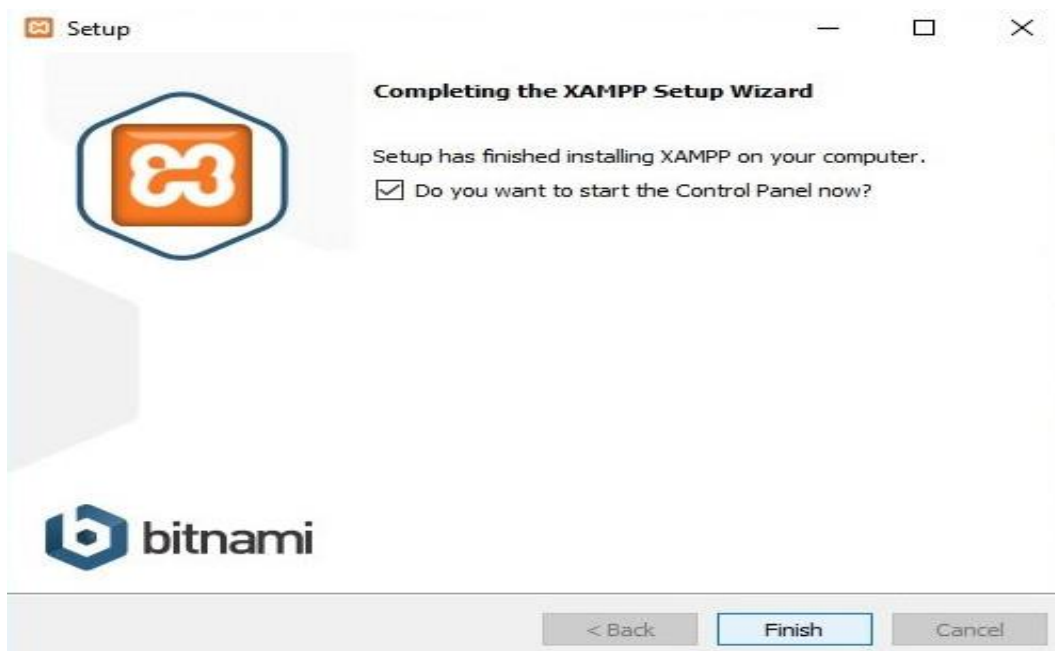 Setup
Completing the XAMPP Setup Wizard
Setup has finished installing XAMPP on your computer.
Do you want to start the Control Panel now?
bitnami
< Back
Finish
Cancel